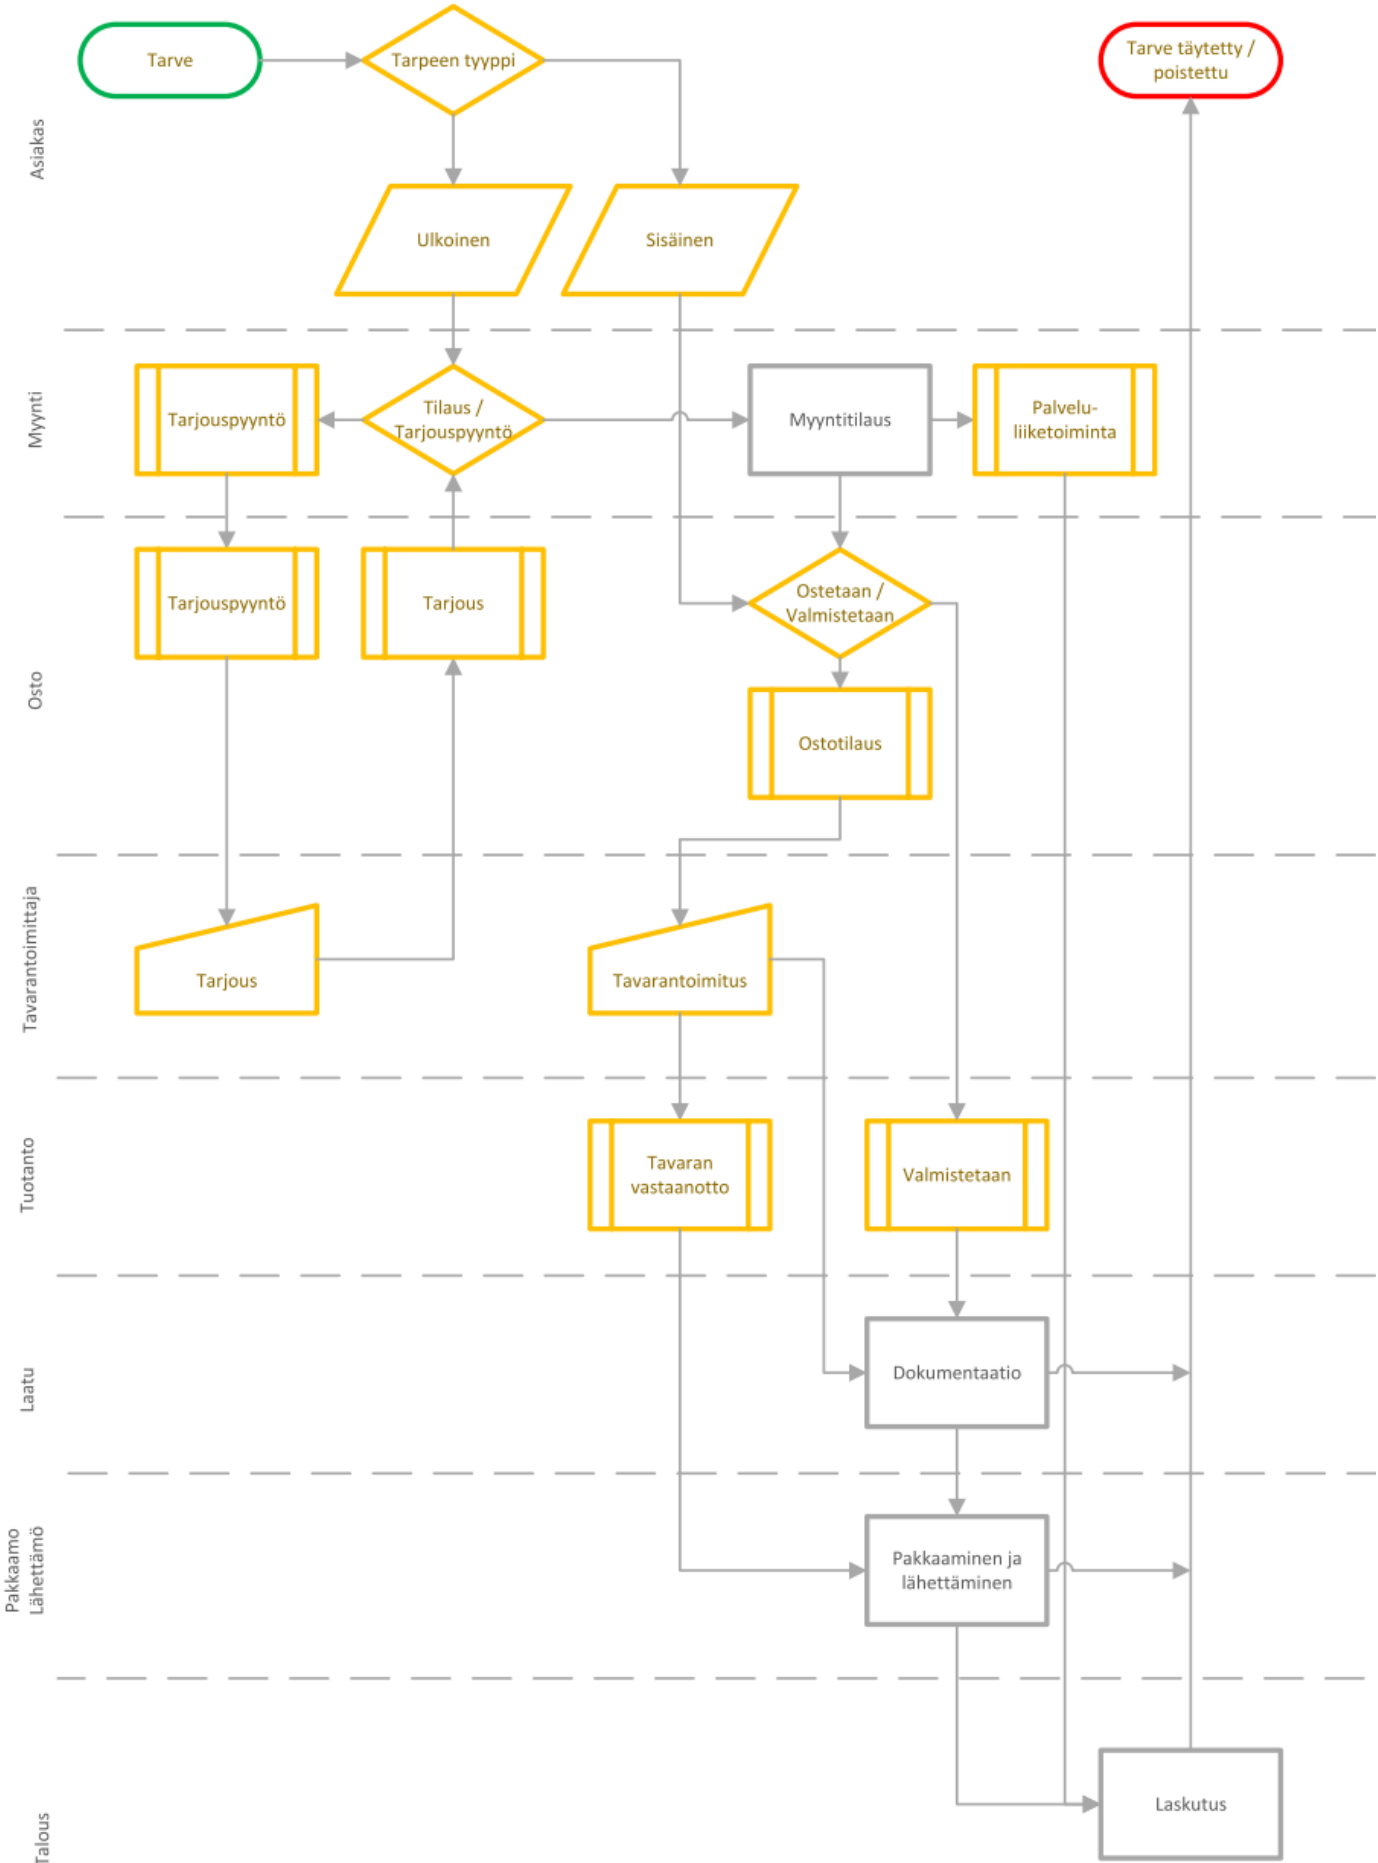 Tarve
Tarpeen tyyppi
Tarve täytetty /
poistettu
Asiakas
Ulkoinen
Sisäinen
Myynti
Tarjouspyyntö
Tilaus /
Tarjouspyyntö
Myyntitilaus
Palvelu-
liiketoiminta
Osto
Tarjouspyyntö
Tarjous
Ostetaan /
Valmistetaan
Ostotilaus
Tavarantoimittaja
Tarjous
Tavarantoimitus
Tuotanto
Tavaran
vastaanotto
Valmistetaan
Laatu
Dokumentaatio
Pakkaamo
Lähettämö
Pakkaaminen ja
lähettäminen
Talous
Laskutus